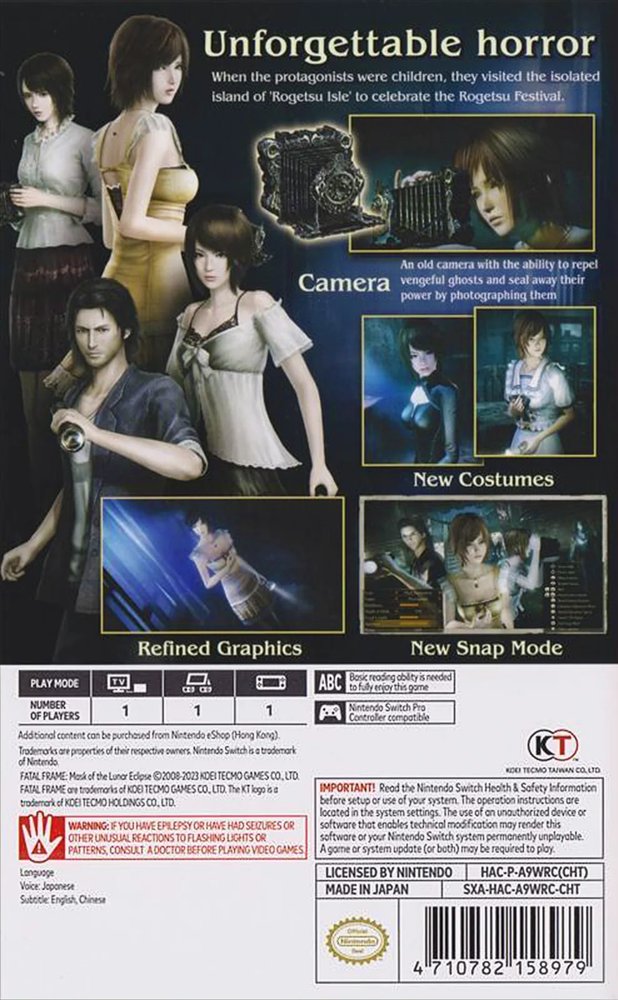 Unforgettable horror
When the protagonists were children, they visited the isolated
island of 'Rogetsu Isle' to celebrate the Rogetsu Festival.
Camera
An old camera with the ability to repel
vengeful ghosts and seal away their
power by photographing them
New Costumes
Refined Graphics
New Snap Mode
PLAY MODE
TV
NUMBER
OF PLAYERS
1
1
1
ABC
Basic reading ability is needed
to fully enjoy this game
Nintendo Switch Pro
Controller compatible
Additional content can be purchased from Nintendo eShop (Hong Kong).
Trademarks are properties of their respective owners. Nintendo Switch is a trademark
of Nintendo.
FATAL FRAME: Mask of the Lunar Eclipse ©2008-2023 KOEI TECMO GAMES CO., LTD.
FATAL FRAME are trademarks of KOEI TECMO GAMES CO., LTD. The KT logo is a
trademark of KOEI TECMO HOLDINGS CO., LTD.
KT
KOEI TECMO TAIWAN CO., LTD.
WARNING: IF YOU HAVE EPILEPSY OR HAVE HAD SEIZURES OR
OTHER UNUSUAL REACTIONS TO FLASHING LIGHTS OR
PATTERNS, CONSULT A DOCTOR BEFORE PLAYING VIDEO GAMES.
IMPORTANT! Read the Nintendo Switch Health & Safety Information
before setup or use of your system. The operation instructions are
located in the system settings. The use of an unauthorized device or
software that enables technical modification may render this
software or your Nintendo Switch system permanently unplayable.
A game or system update (or both) may be required to play.
Language
Voice: Japanese
Subtitle: English, Chinese
LICENSED BY NINTENDO
HAC-P-A9WRC(CHT)
MADE IN JAPAN
SXA-HAC-A9WRC-CHT
Official
Nintendo
Seal
4 710782 158979